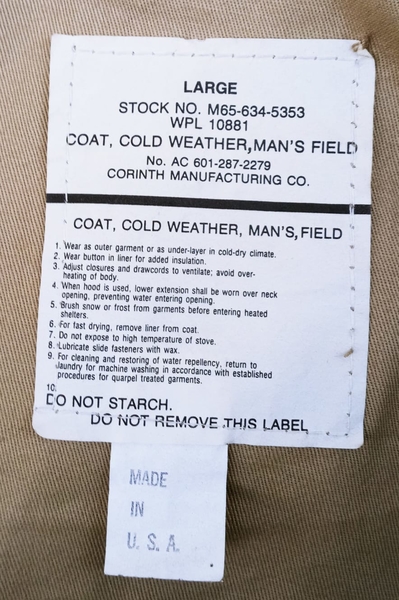 LARGE
STOCK NO. M65-634-5353
WPL 10881
COAT, COLD WEATHER, MAN'S FIELD
No. AC 601-287-2279
CORINTH MANUFACTURING CO.
COAT, COLD WEATHER, MAN'S, FIELD
1. Wear as outer garment or as under-layer in cold-dry climate.
2. Wear button in liner for added insulation.
3. Adjust closures and drawcords to ventilate; avoid over-
heating of body.
4. When hood is used, lower extension shall be worn over neck
opening, preventing water entering opening.
5. Brush snow or frost from garments before entering heated
shelters.
6. For fast drying, remove liner from coat.
7. Do not expose to high temperature of stove.
8. Lubricate slide fasteners with wax.
9. For cleaning and restoring of water repellency, return to
laundry for machine washing in accordance with established
procedures for quarpel treated garments.
10.
DO NOT STARCH.
DO NOT REMOVE THIS LABEL
MADE
IN
U. S. A.